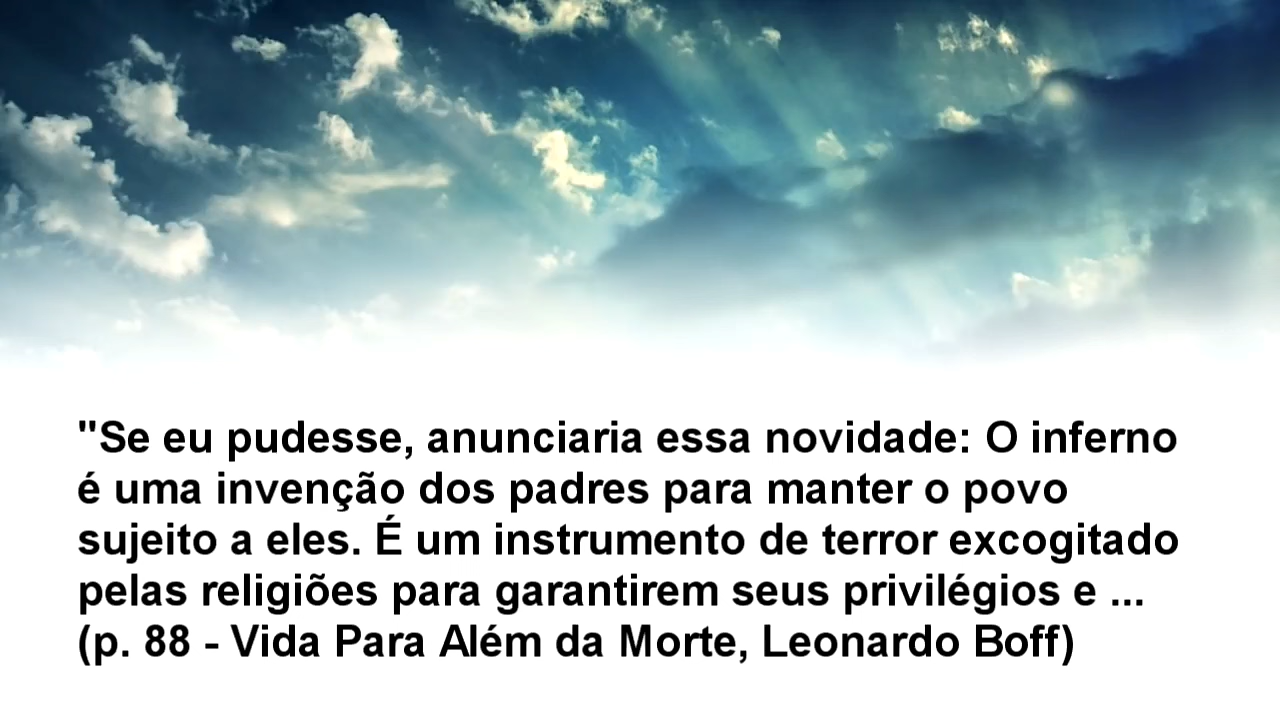 "Se eu pudesse, anunciaria essa novidade: O inferno
é uma invenção dos padres para manter o povo
sujeito a eles. É um instrumento de terror excogitado
pelas religiões para garantirem seus privilégios e ...
(p. 88 - Vida Para Além da Morte, Leonardo Boff)